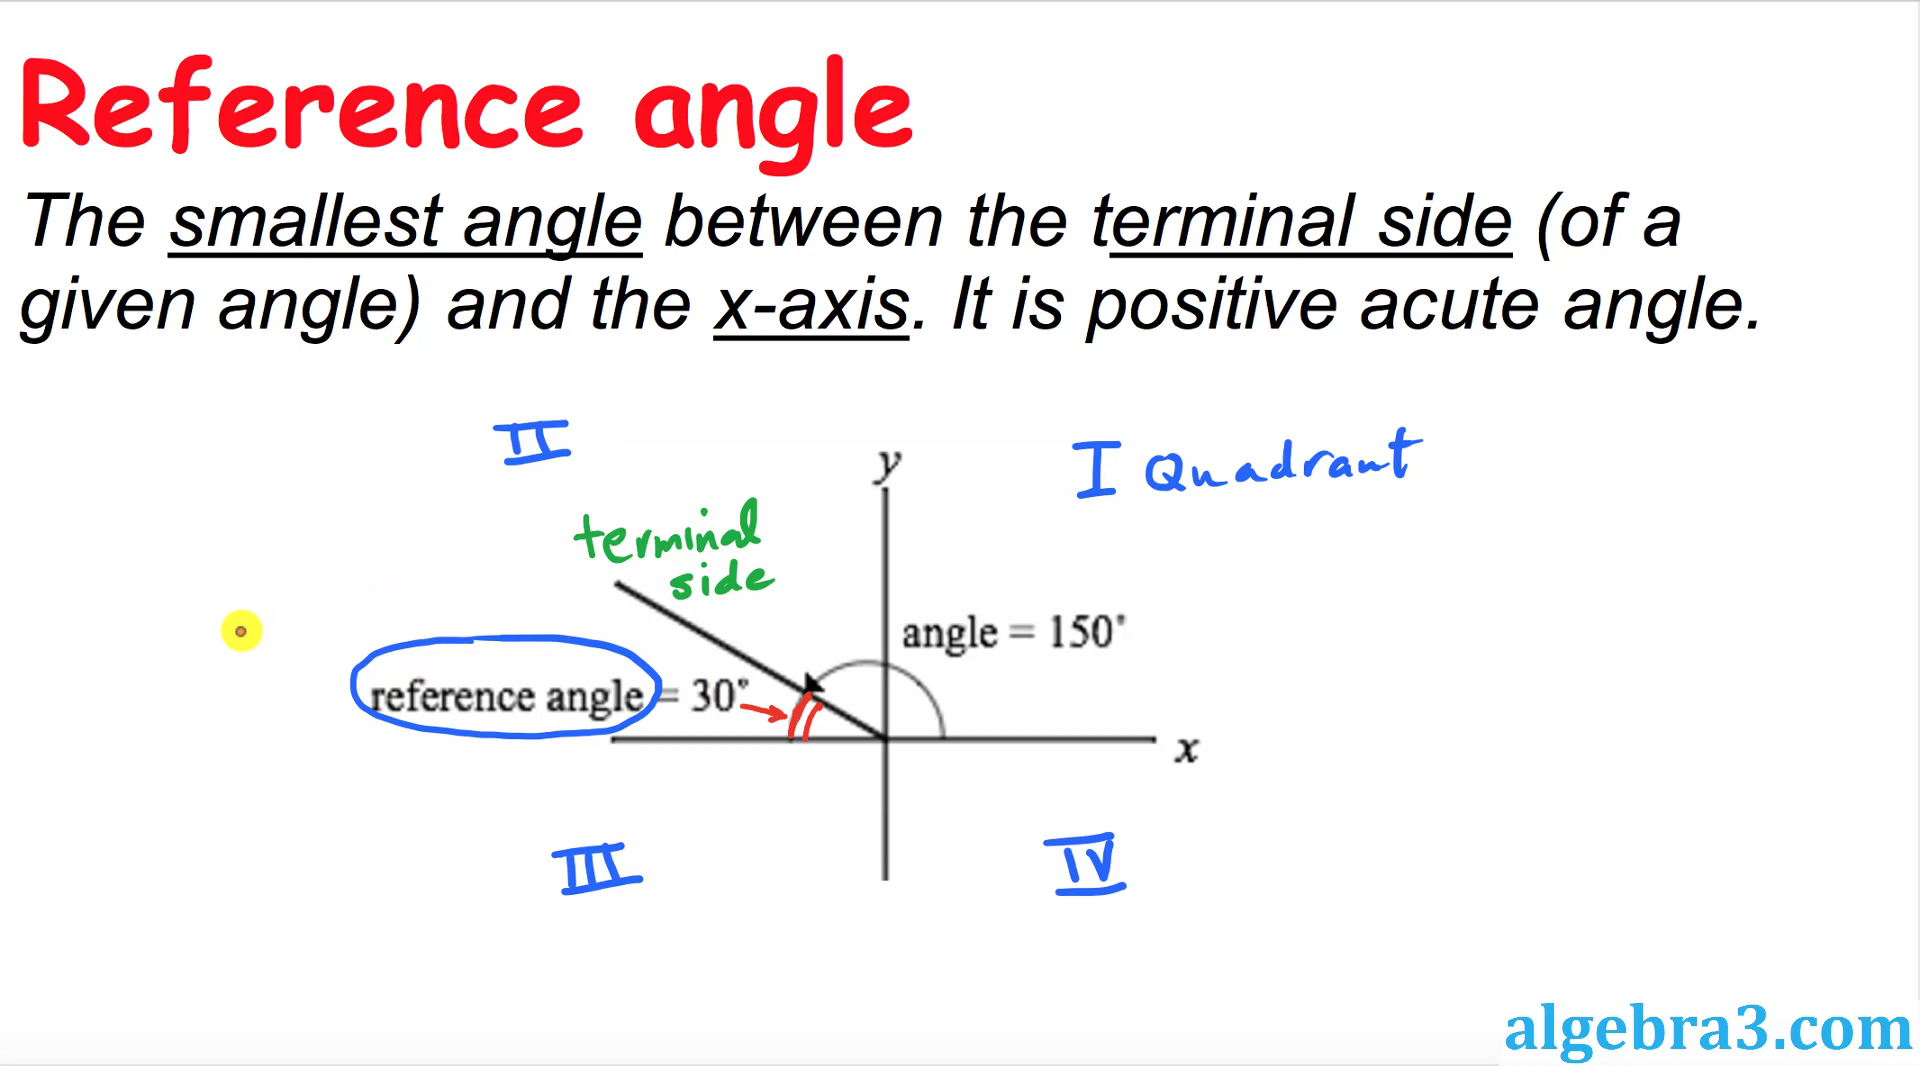 Reference angle
The smallest angle between the terminal side (of a
given angle) and the x-axis. It is positive acute angle.
II
I Quadrant
y
terminal
side
angle = 150°
reference angle = 30°
x
III
IV
algebra3.com